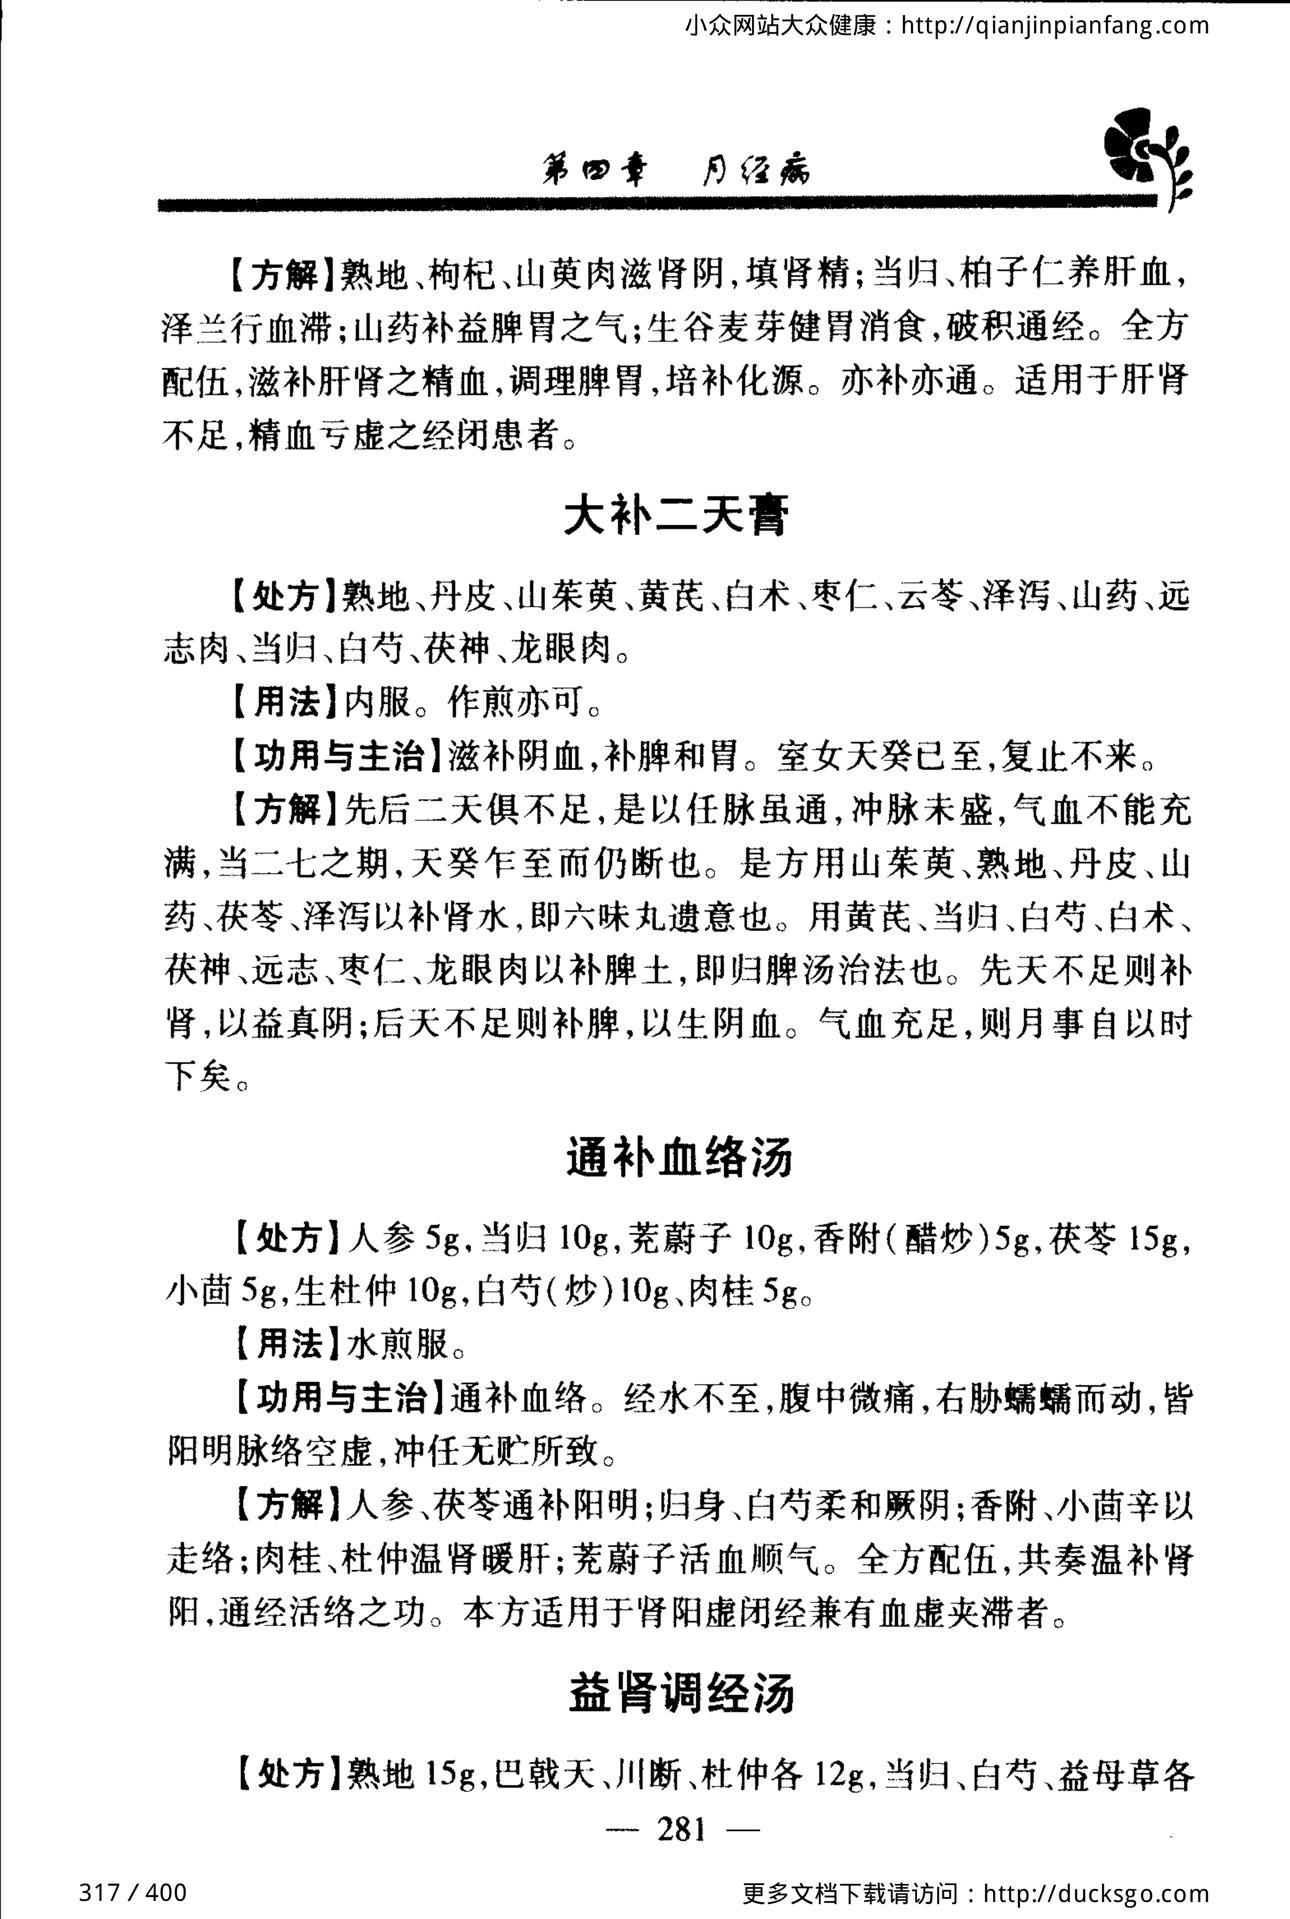 小众网站大众健康：http://qianjinpianfang.com
第四章 月经病
【方解】熟地、枸杞、山萸肉滋肾阴，填肾精；当归、柏子仁养肝血，
泽兰行血滞；山药补益脾胃之气；生谷麦芽健胃消食，破积通经。全方
配伍，滋补肝肾之精血，调理脾胃，培补化源。亦补亦通。适用于肝肾
不足，精血亏虚之经闭患者。
大补二天膏
【处方】熟地、丹皮、山茱萸、黄芪、白术、枣仁、云苓、泽泻、山药、远
志肉、当归、白芍、茯神、龙眼肉。
【用法】内服。作煎亦可。
【功用与主治】滋补阴血，补脾和胃。室女天癸已至，复止不来。
【方解】先后二天俱不足，是以任脉虽通，冲脉未盛，气血不能充
满，当二七之期，天癸乍至而仍断也。是方用山茱萸、熟地、丹皮、山
药、茯苓、泽泻以补肾水，即六味丸遗意也。用黄芪、当归、白芍、白术、
茯神、远志、枣仁、龙眼肉以补脾土，即归脾汤治法也。先天不足则补
肾，以益真阴；后天不足则补脾，以生阴血。气血充足，则月事自以时
下矣。
通补血络汤
【处方】人参 5g，当归 10g，茺蔚子 10g，香附（醋炒）5g，茯苓 15g，
小茴 5g，生杜仲 10g，白芍（炒）10g、肉桂 5g。
【用法】水煎服。
【功用与主治】通补血络。经水不至，腹中微痛，右胁蠕蠕而动，皆
阳明脉络空虚，冲任无贮所致。
【方解】人参、茯苓通补阳明；归身、白芍柔和厥阴；香附、小茴辛以
走络；肉桂、杜仲温肾暖肝；茺蔚子活血顺气。全方配伍，共奏温补肾
阳，通经活络之功。本方适用于肾阳虚闭经兼有血虚夹滞者。
益肾调经汤
【处方】熟地 15g，巴戟天、川断、杜仲各 12g，当归、白芍、益母草各
— 281 —
317 / 400
更多文档下载请访问：http://ducksgo.com